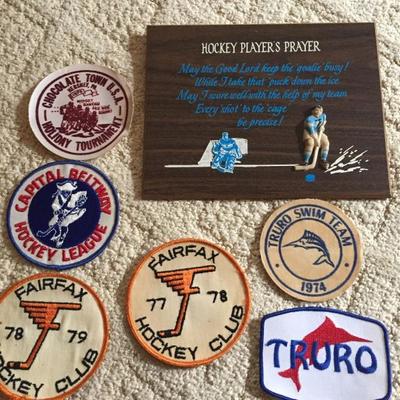 HOCKEY PLAYER'S PRAYER
May the Good Lord keep the 'goalie' busy!
While I take that 'puck' down the ice.
May I score well with the help of my team
Every 'shot' to the 'cage'
be precise!
CHOCOLATE TOWN U.S.A.
HERSHEY, PA.
HOLIDAY TOURNAMENT
CAPITAL BELTWAY
HOCKEY LEAGUE
TRURO SWIM TEAM
1974
FAIRFAX
77 78
HOCKEY CLUB
FAIRFAX
78 79
HOCKEY CLUB
TRURO